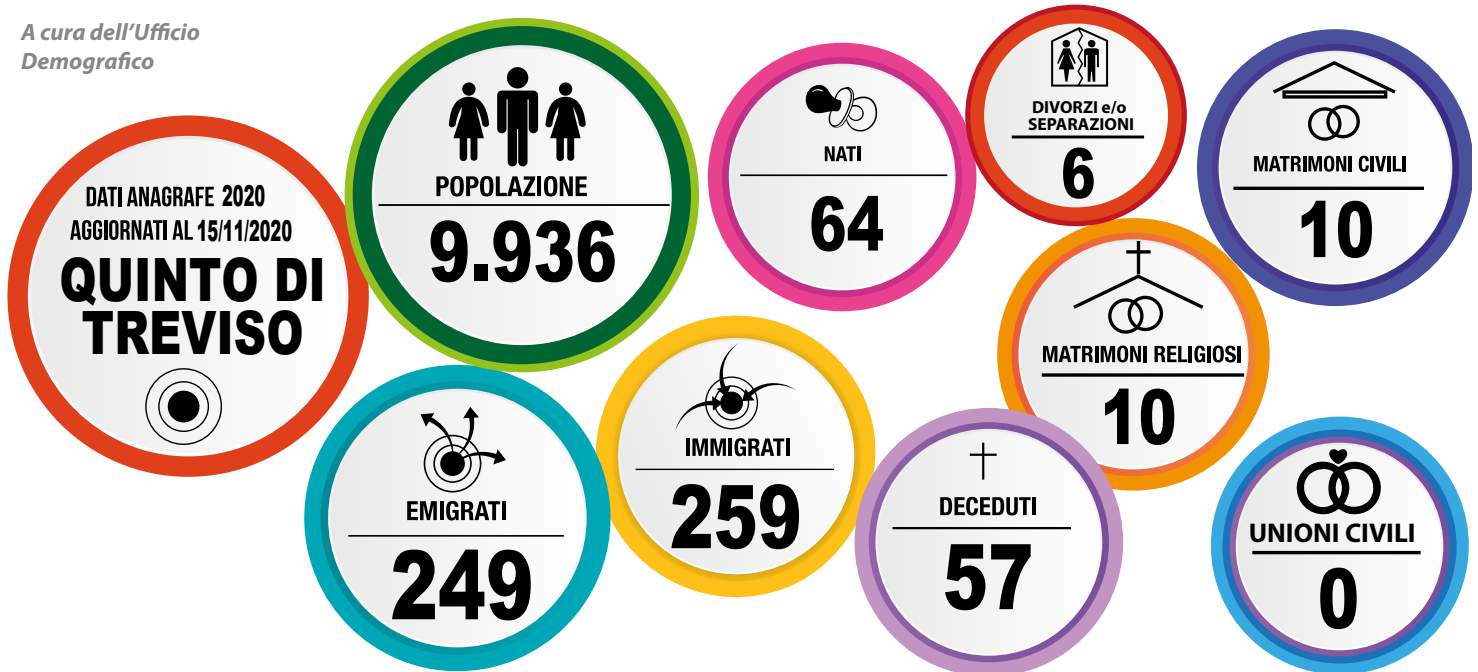 A cura dell'Ufficio
Demografico
DATI ANAGRAFE 2020
AGGIORNATI AL 15/11/2020
QUINTO DI
TREVISO
POPOLAZIONE
9.936
NATI
64
DIVORZI e/o
SEPARAZIONI
6
MATRIMONI CIVILI
10
MATRIMONI RELIGIOSI
10
EMIGRATI
249
IMMIGRATI
259
DECEDUTI
57
UNIONI CIVILI
0